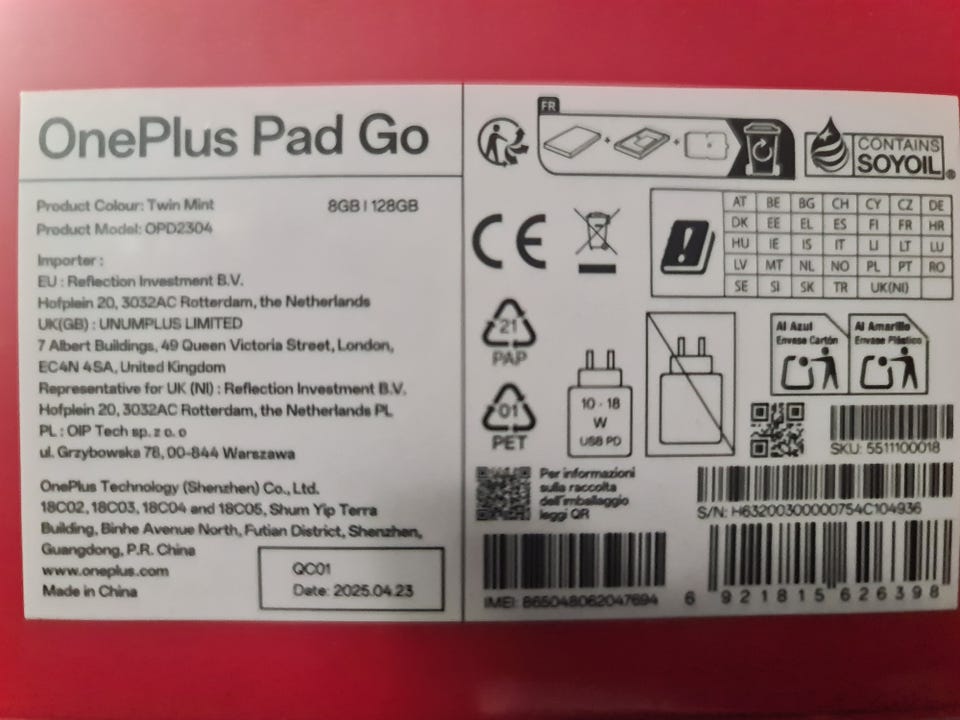 OnePlus Pad Go
Product Colour: Twin Mint 8GB | 128GB
Product Model: OPD2304
Importer :
EU : Reflection Investment B.V.
Hofplein 20, 3032AC Rotterdam, the Netherlands
UK(GB) : UNUMPLUS LIMITED
7 Albert Buildings, 49 Queen Victoria Street, London,
EC4N 4SA, United Kingdom
Representative for UK (NI) : Reflection Investment B.V.
Hofplein 20, 3032AC Rotterdam, the Netherlands PL
PL : OIP Tech sp. z o. o
ul. Grzybowska 78, 00-844 Warszawa
OnePlus Technology (Shenzhen) Co., Ltd.
18C02, 18C03, 18C04 and 18C05, Shum Yip Terra
Building, Binhe Avenue North, Futian District, Shenzhen,
Guangdong, P.R. China
www.oneplus.com
Made in China
QC01
Date: 2025.04.23
FR
CONTAINS
SOYOIL®
CE
AT BE BG CH CY CZ DE
DK EE EL ES FI FR HR
HU IE IS IT LI LT LU
LV MT NL NO PL PT RO
SE SI SK TR UK(NI)
21
PAP
01
PET
10 - 18
W
USB PD
Al Azul
Envase Cartón
Al Amarillo
Envase Plástico
SKU: 5511100018
Per informazioni
sulla raccolta
dell'imballaggio
leggi QR
S/N: H63200300000754C104936
IMEI: 865048062047694
6 921815 626398